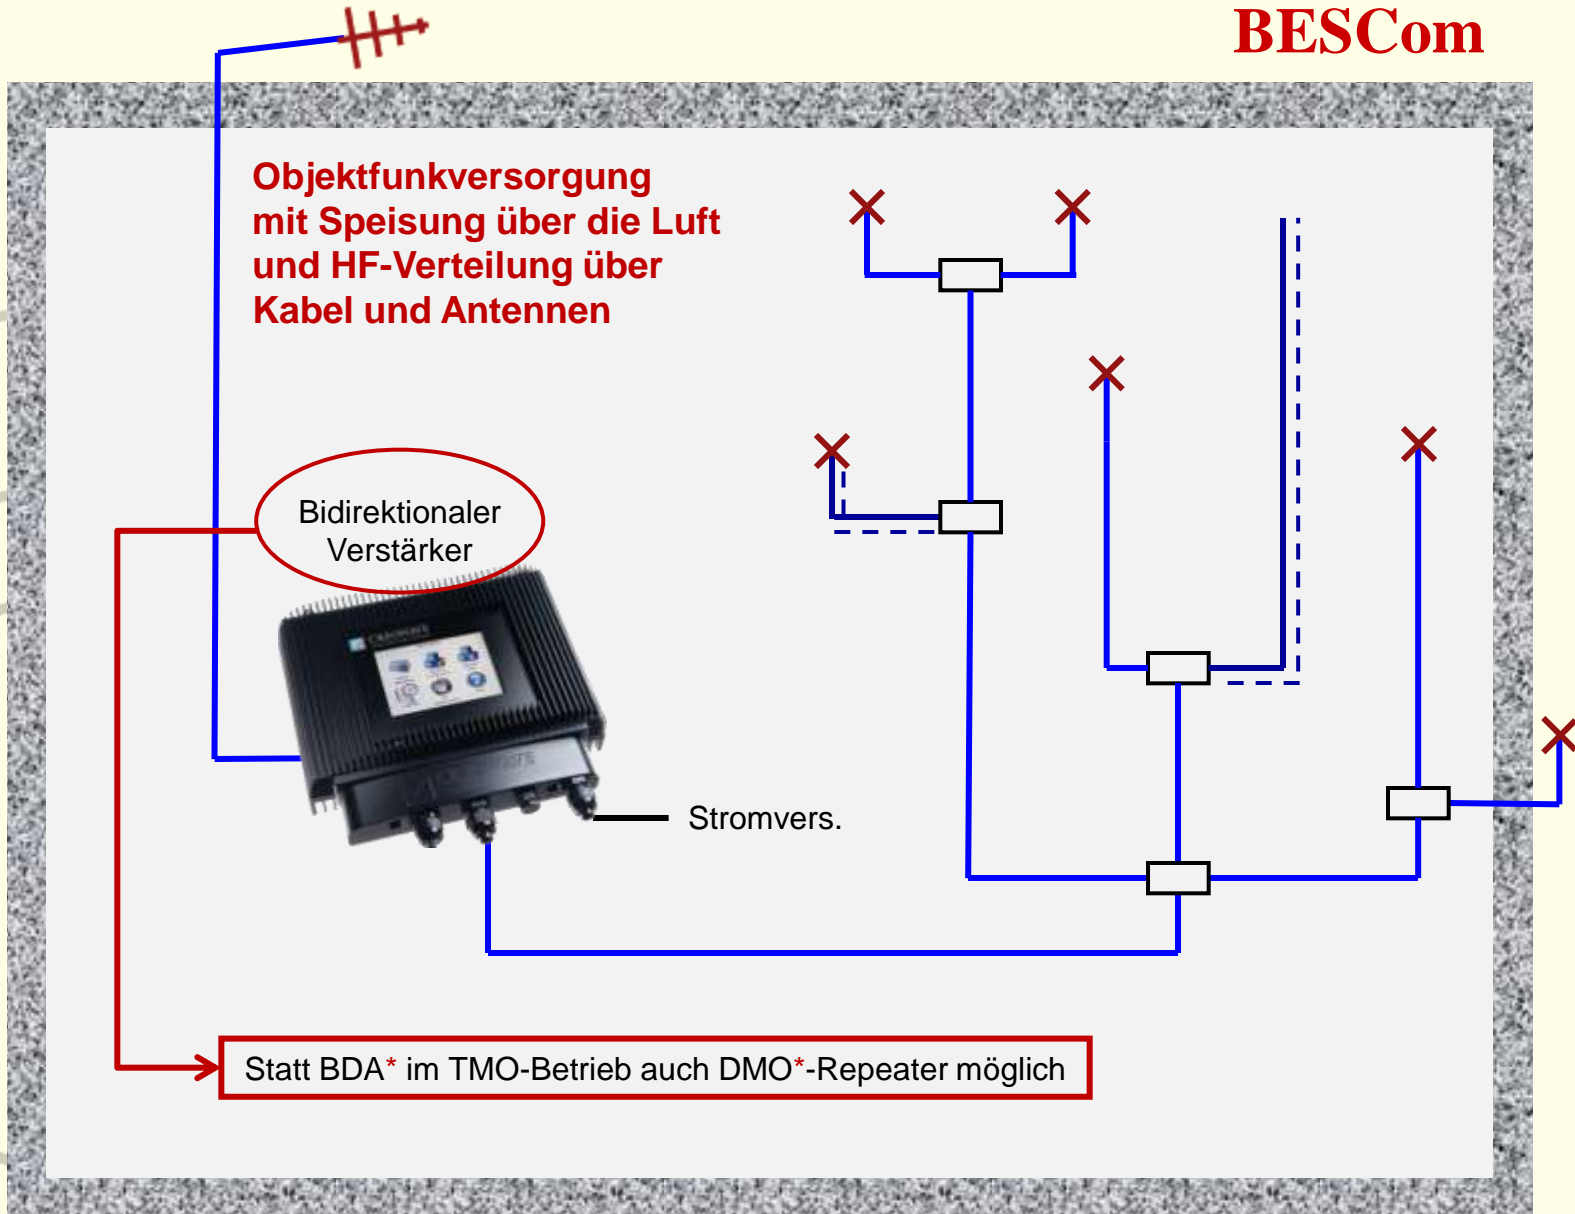 BESCom
Objektfunkversorgung
mit Speisung über die Luft
und HF-Verteilung über
Kabel und Antennen
Bidirektionaler
Verstärker
Stromvers.
Statt BDA* im TMO-Betrieb auch DMO*-Repeater möglich